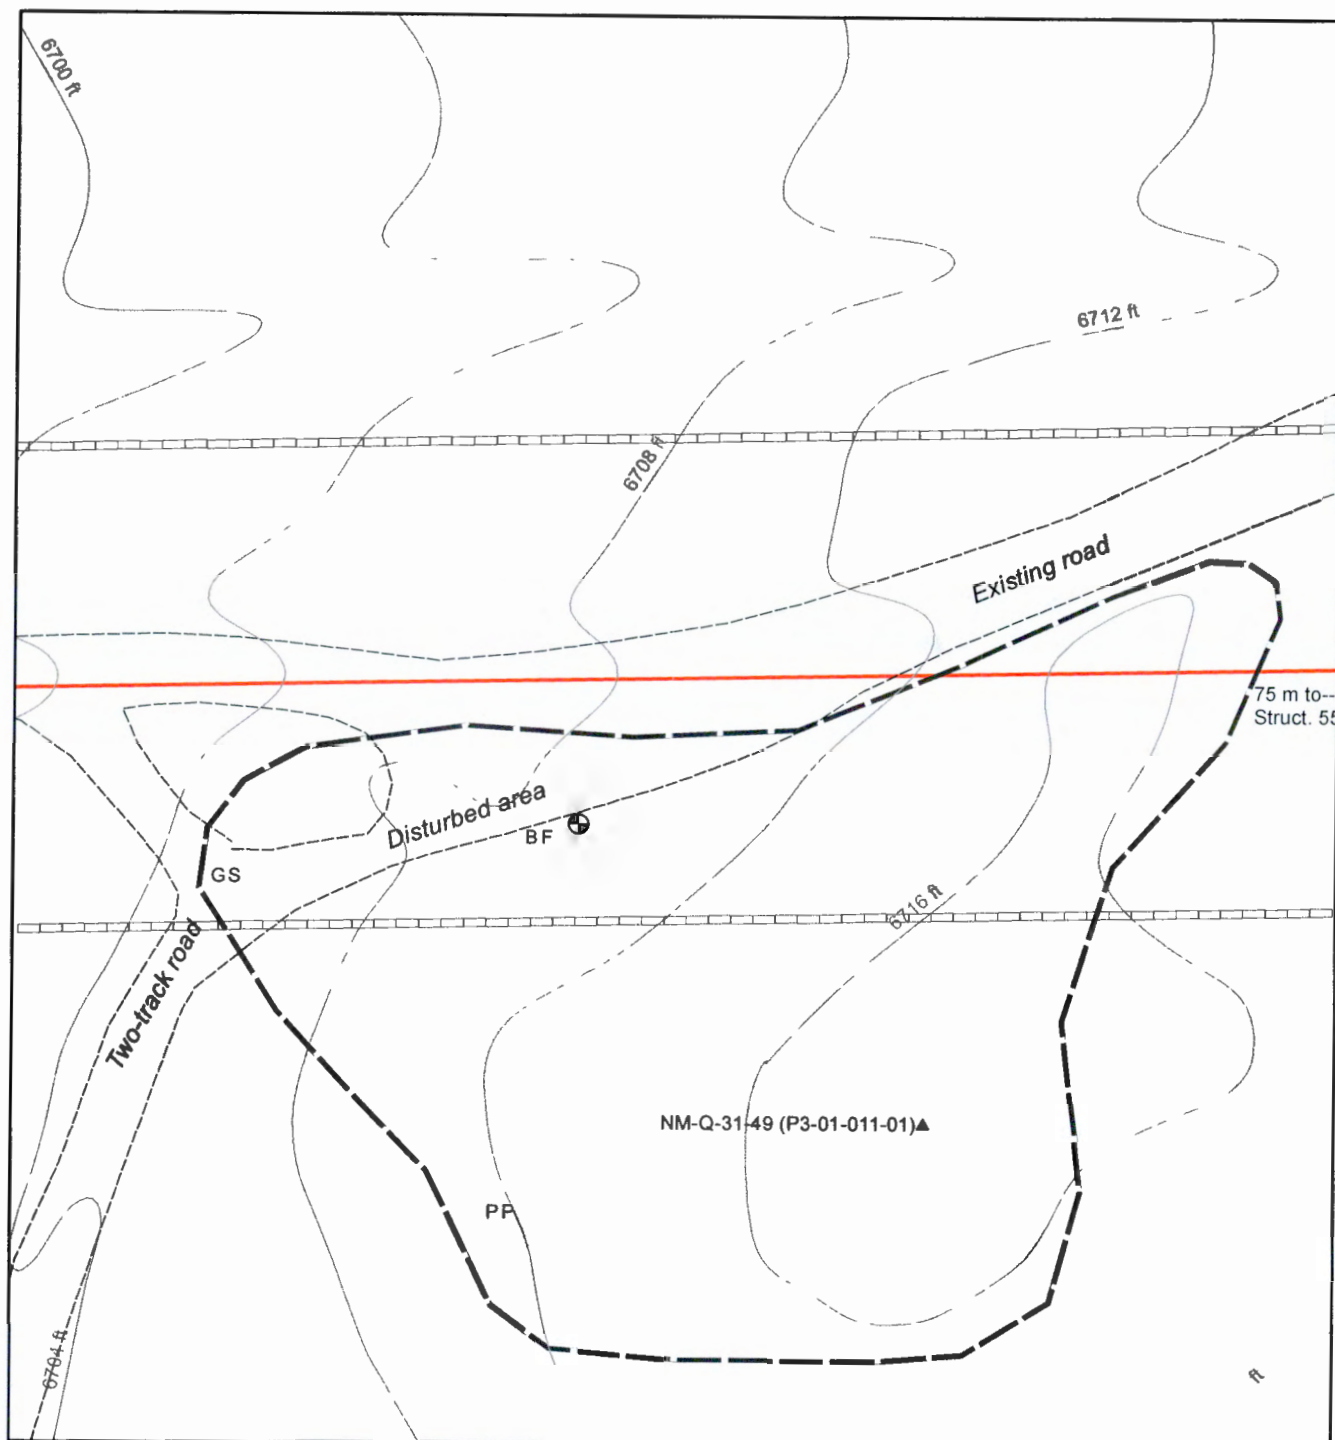 6700 ft
6712 ft
6708 ft
Existing road
75 m to--
Struct. 55
Disturbed area
BF
GS
6716 ft
Two-track road
NM-Q-31-49 (P3-01-011-01)▲
PP
6704 ft
ft